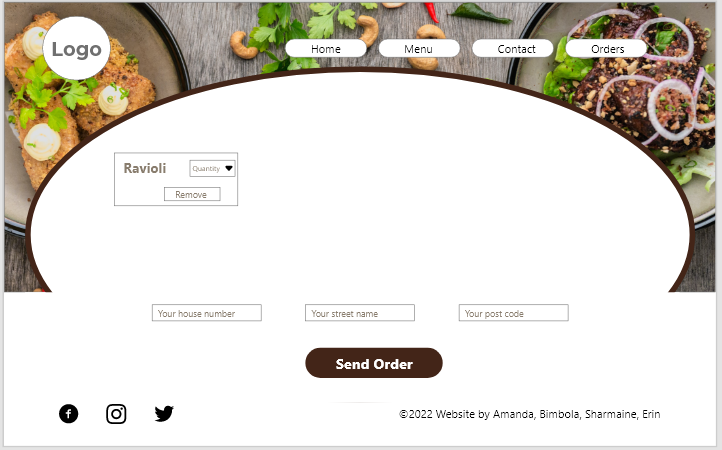 Logo
Home Menu Contact Orders
Ravioli Quantity
Remove
Your house number Your street name Your post code
Send Order
©2022 Website by Amanda, Bimbola, Sharmaine, Erin